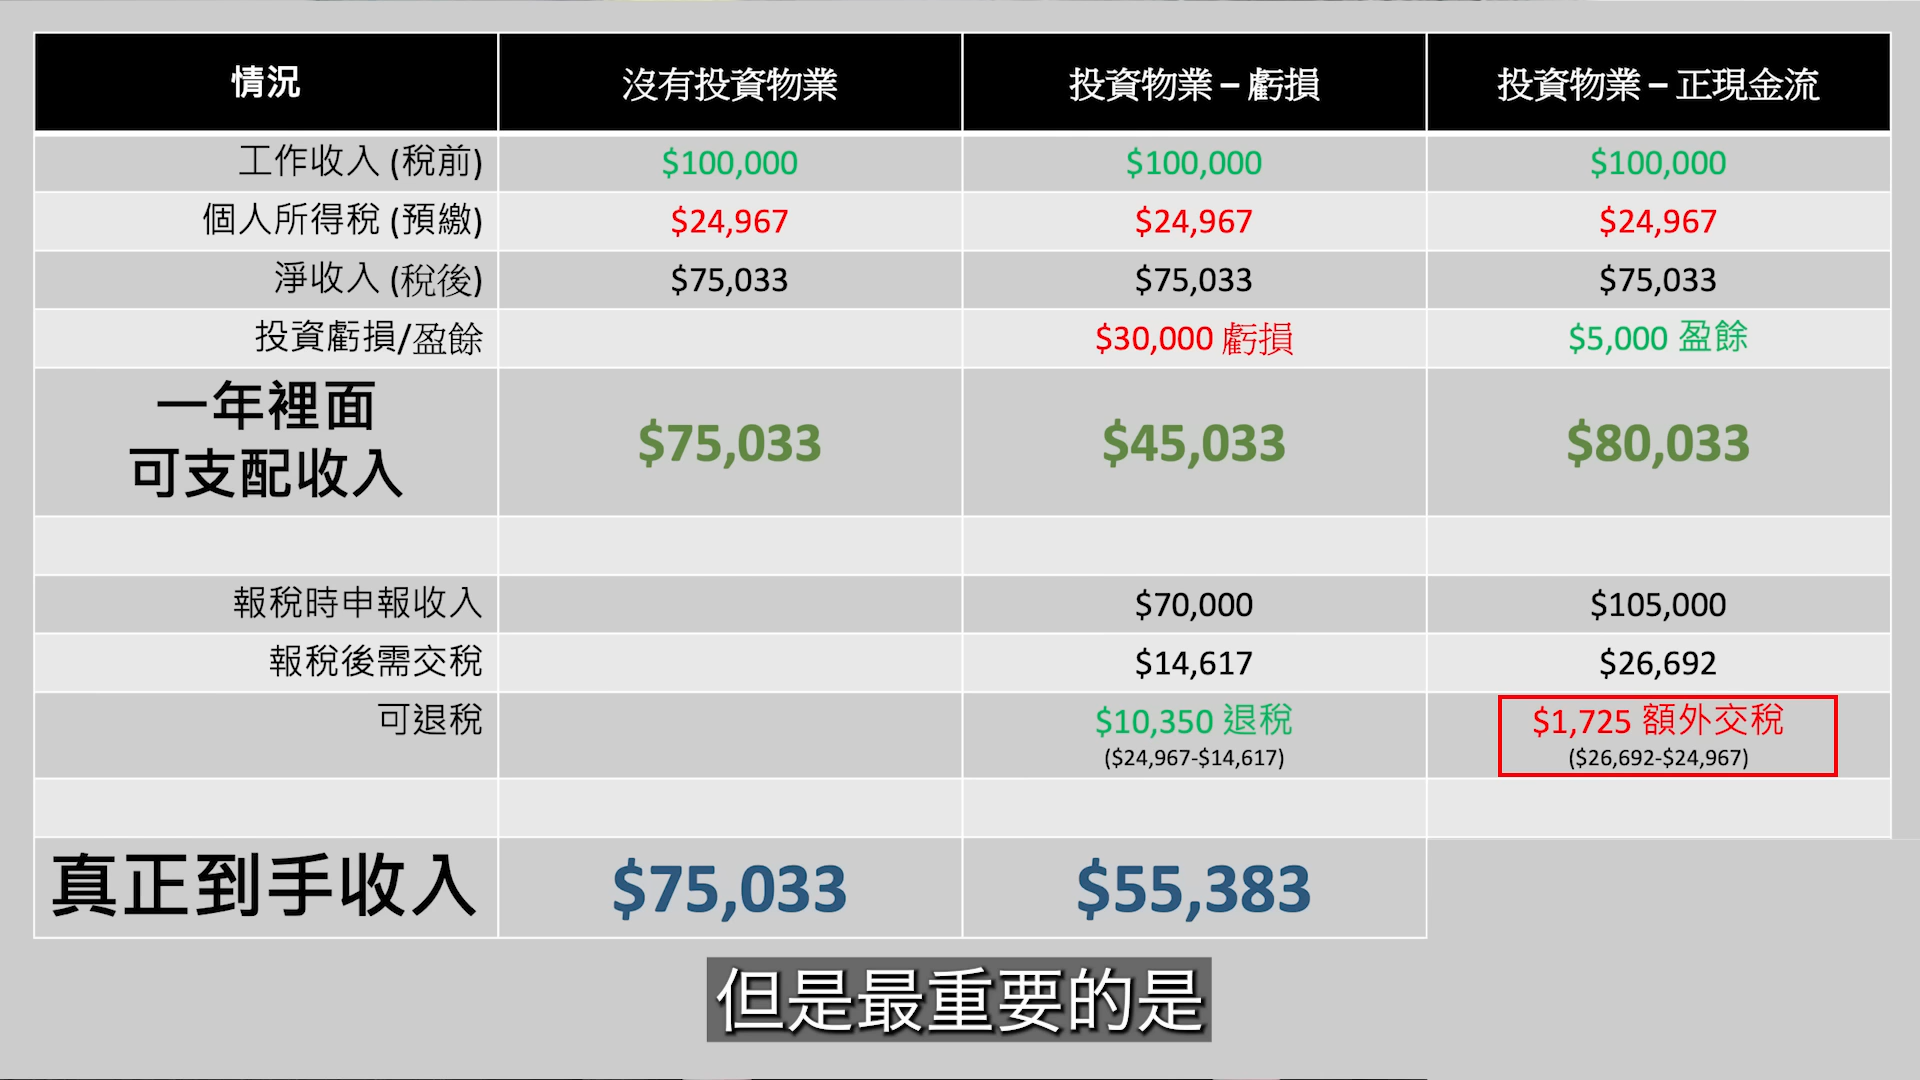 情況 沒有投資物業 投資物業 – 虧損 投資物業 – 正現金流
工作收入 (稅前) $100,000 $100,000 $100,000
個人所得稅 (預繳) $24,967 $24,967 $24,967
淨收入 (稅後) $75,033 $75,033 $75,033
投資虧損/盈餘 $30,000 虧損 $5,000 盈餘
一年裡面
可支配收入 $75,033 $45,033 $80,033
報稅時申報收入 $70,000 $105,000
報稅後需交稅 $14,617 $26,692
可退稅 $10,350 退稅 $1,725 額外交稅
($24,967-$14,617) ($26,692-$24,967)
真正到手收入 $75,033 $55,383
但是最重要的是